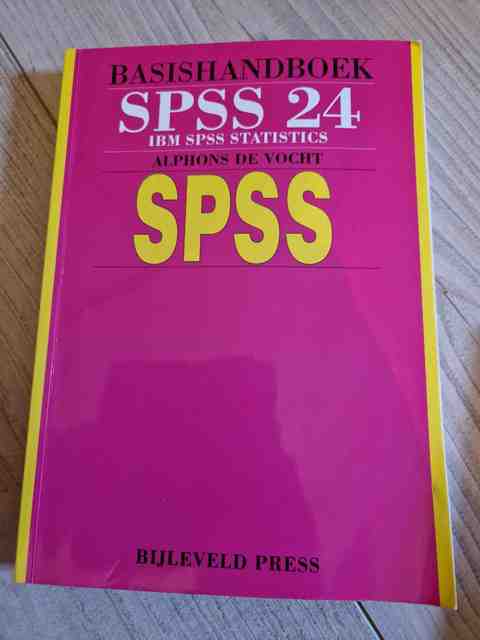 BASISHANDBOEK
SPSS 24
IBM SPSS STATISTICS
ALPHONS DE VOCHT
SPSS
BIJLEVELD PRESS